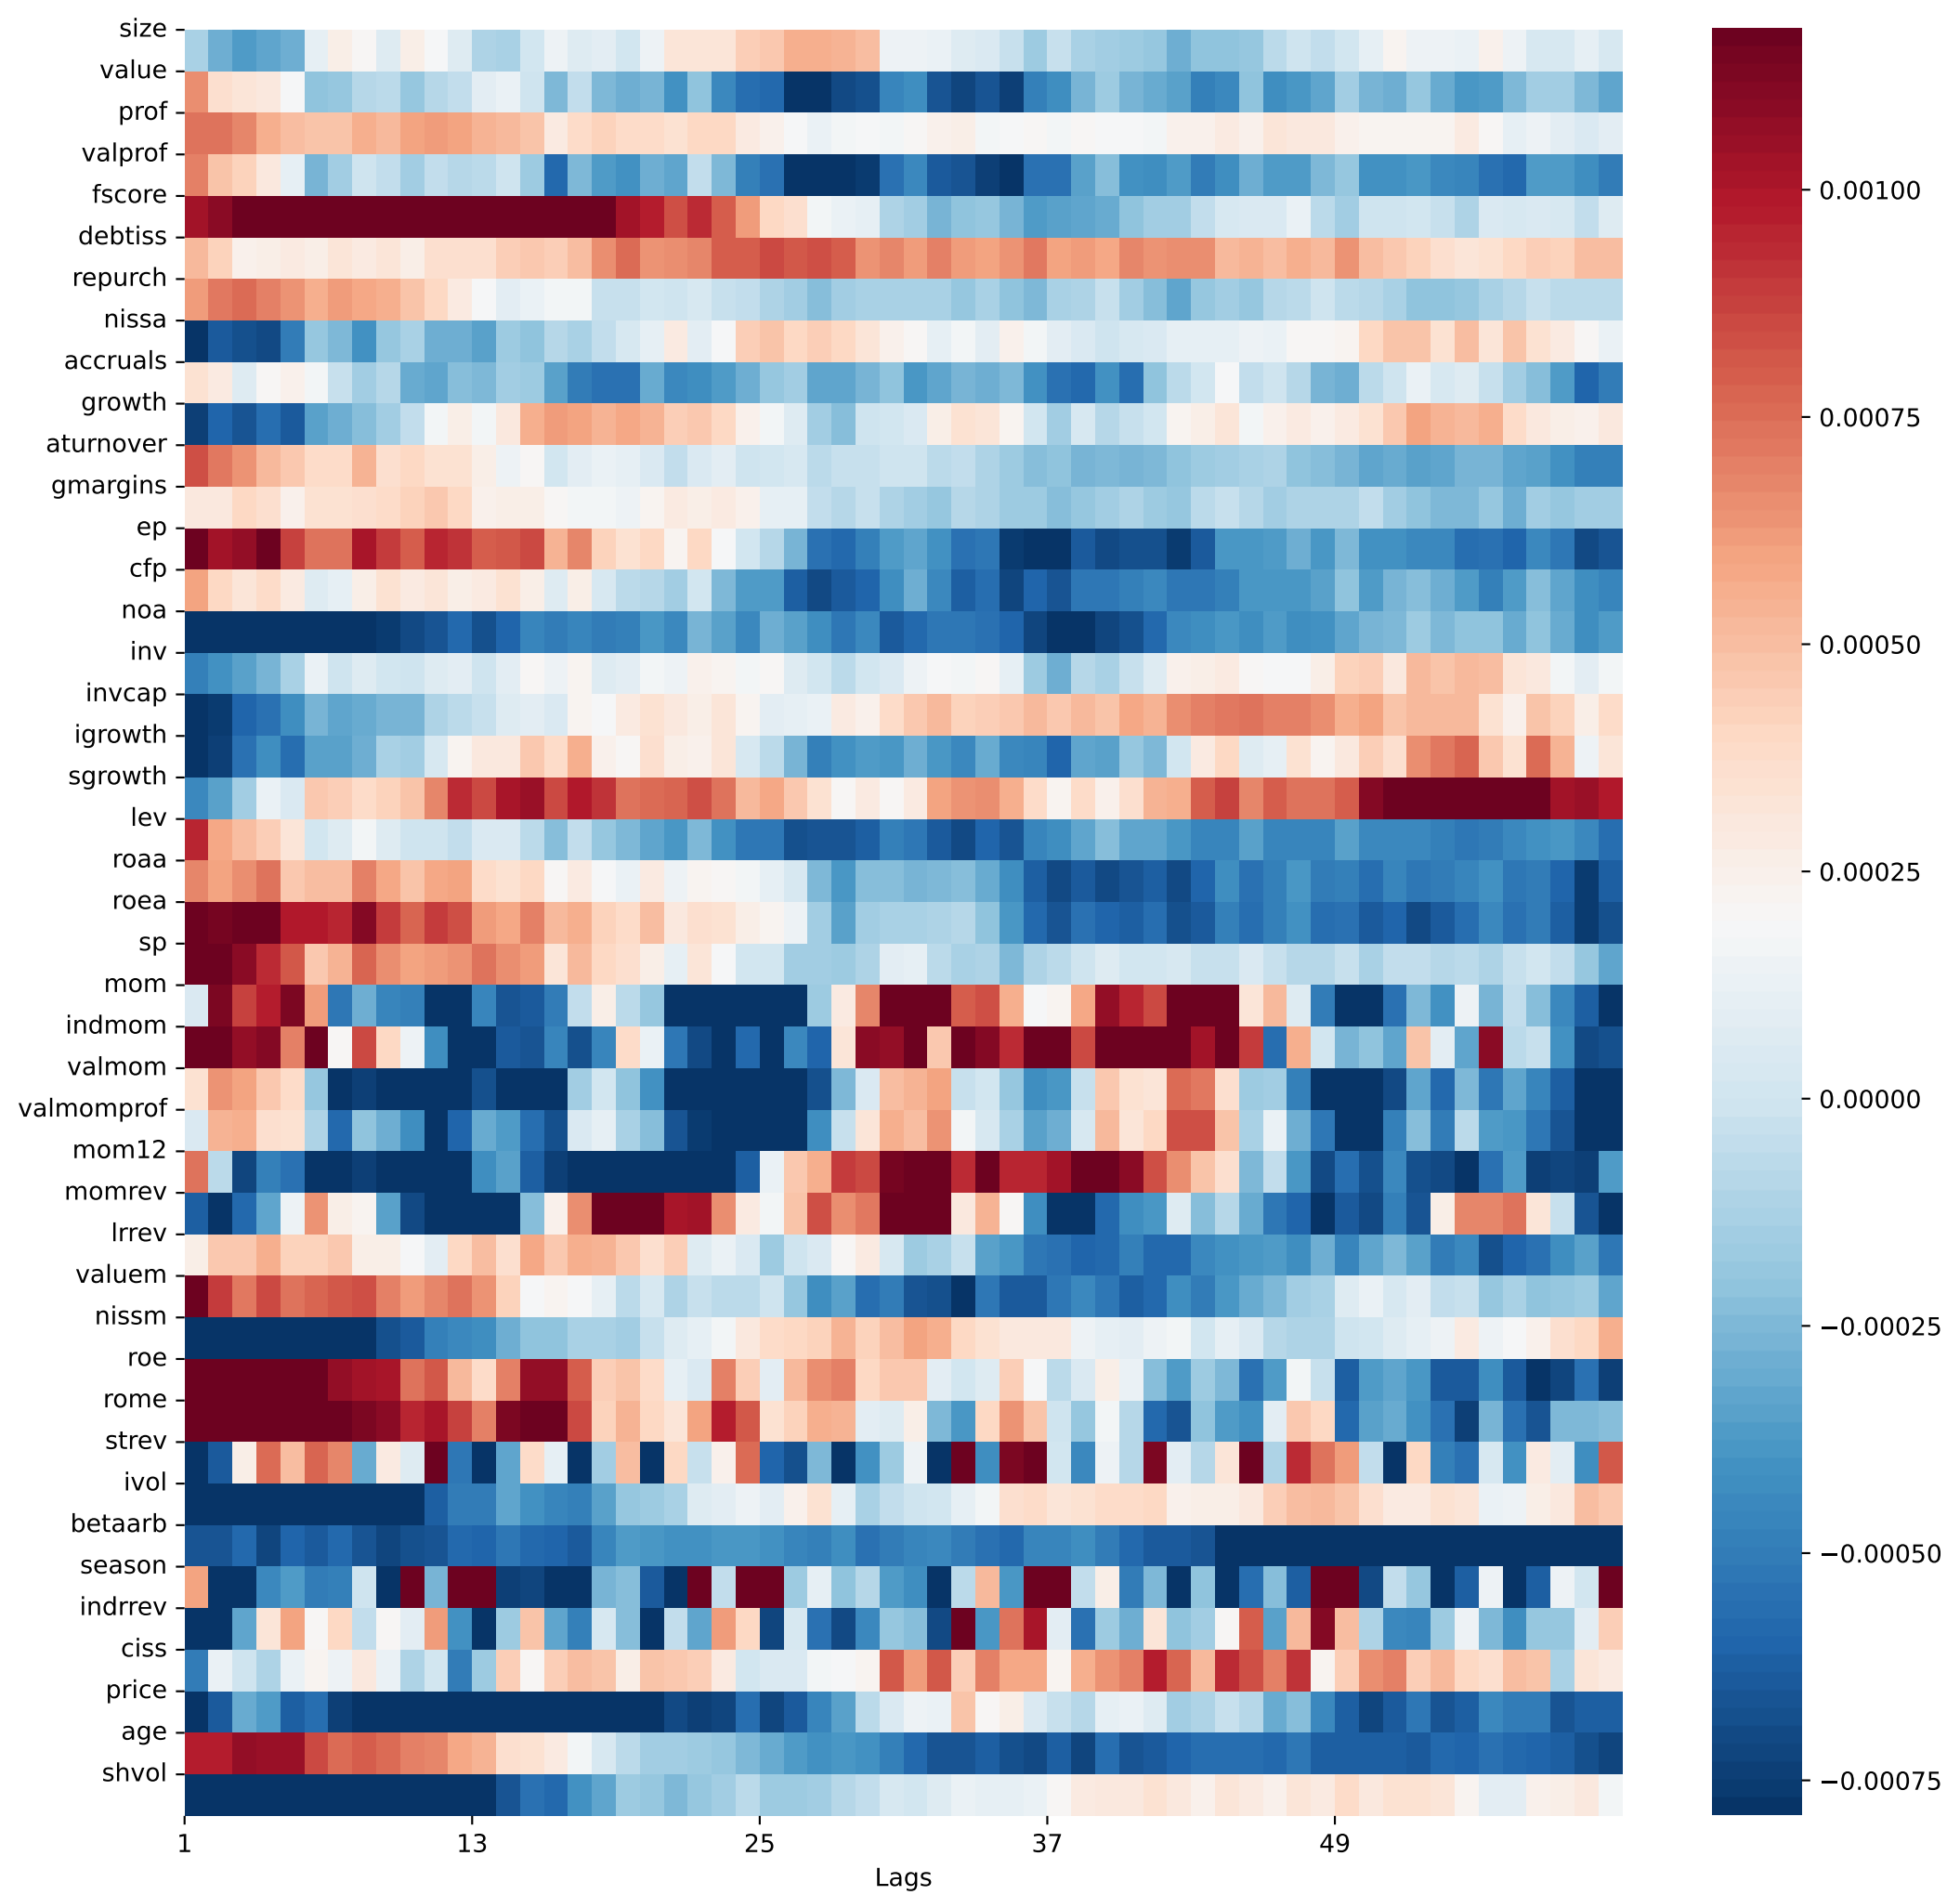 size
value
prof
valprof
fscore
debtiss
repurch
nissa
accruals
growth
aturnover
gmargins
ep
cfp
noa
inv
invcap
igrowth
sgrowth
lev
roaa
roea
sp
mom
indmom
valmom
valmomprof
mom12
momrev
lrrev
valuem
nissm
roe
rome
strev
ivol
betaarb
season
indrrev
ciss
price
age
shvol
1 13 25 37 49
Lags
0.00100
0.00075
0.00050
0.00025
0.00000
−0.00025
−0.00050
−0.00075